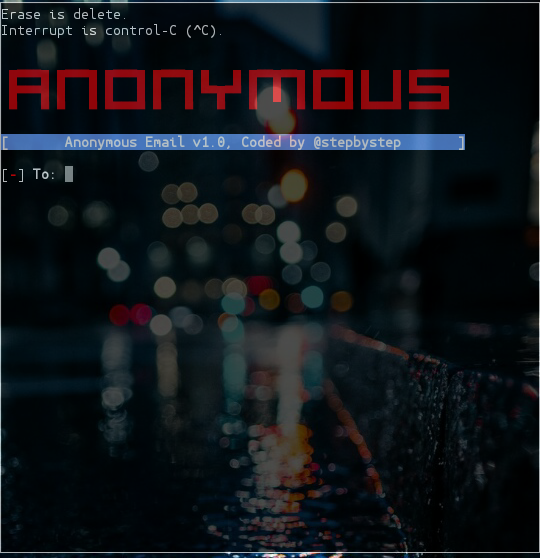 Erase is delete.
Interrupt is control-C (^C).
ANONYMOUS
[ Anonymous Email v1.0, Coded by @stepbystep ]
[-] To: